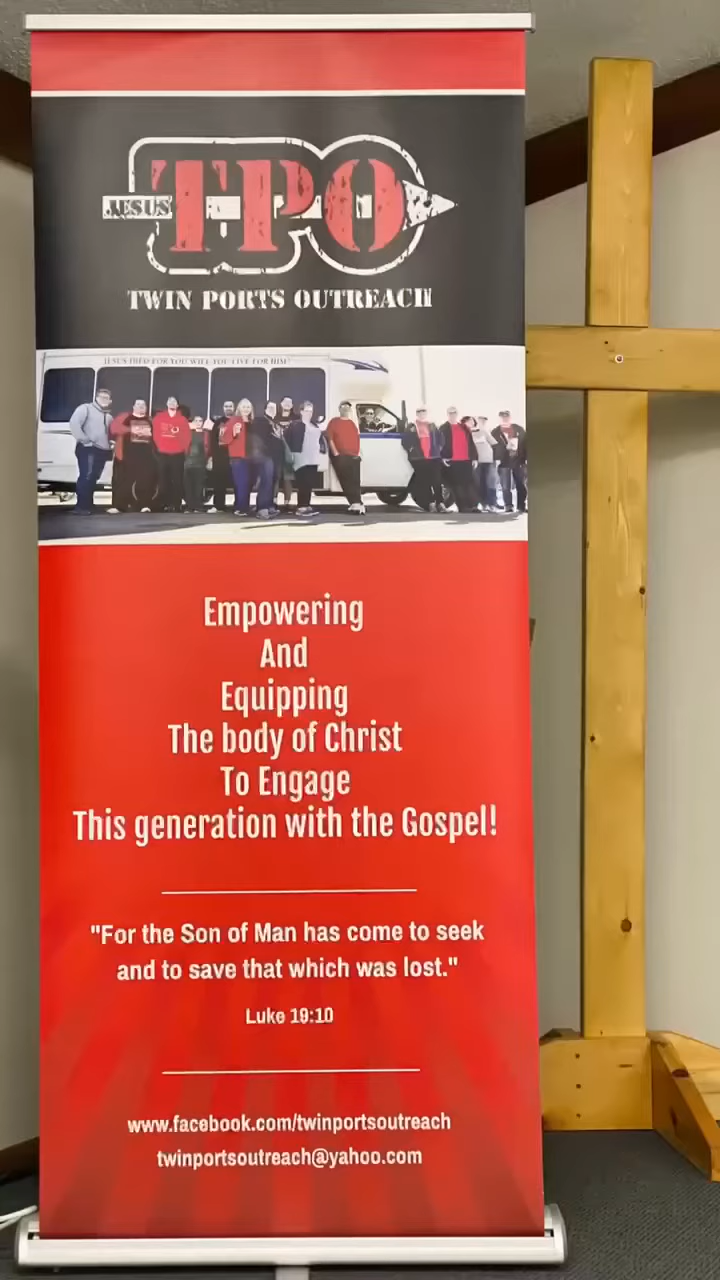 JESUS
TPO
TWIN PORTS OUTREACH
JESUS DIED FOR YOU WILL YOU LIVE FOR HIM?
Empowering
And
Equipping
The body of Christ
To Engage
This generation with the Gospel!
"For the Son of Man has come to seek
and to save that which was lost."
Luke 19:10
www.facebook.com/twinportsoutreach
twinportsoutreach@yahoo.com